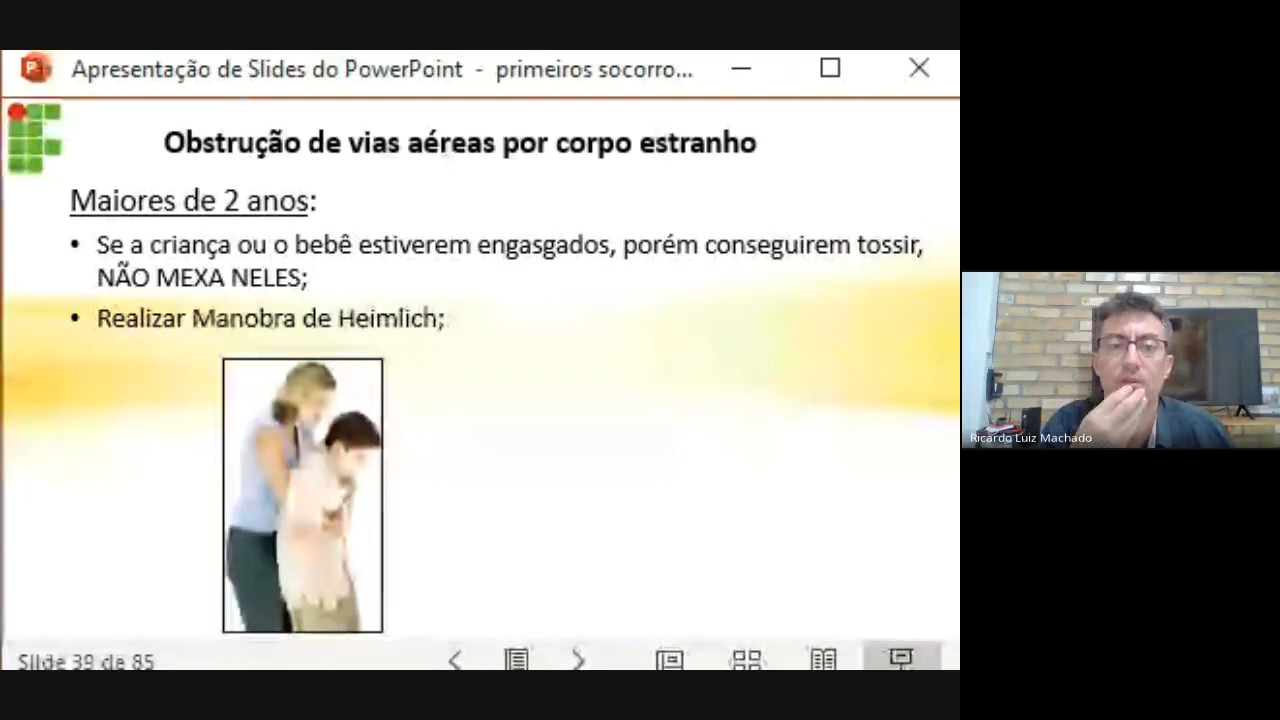 Apresentação de Slides do PowerPoint - primeiros socorro...
Obstrução de vias aéreas por corpo estranho
Maiores de 2 anos:
• Se a criança ou o bebê estiverem engasgados, porém conseguirem tossir,
NÃO MEXA NELES;
• Realizar Manobra de Heimlich;
Ricardo Luiz Machado
Slide 39 de 85